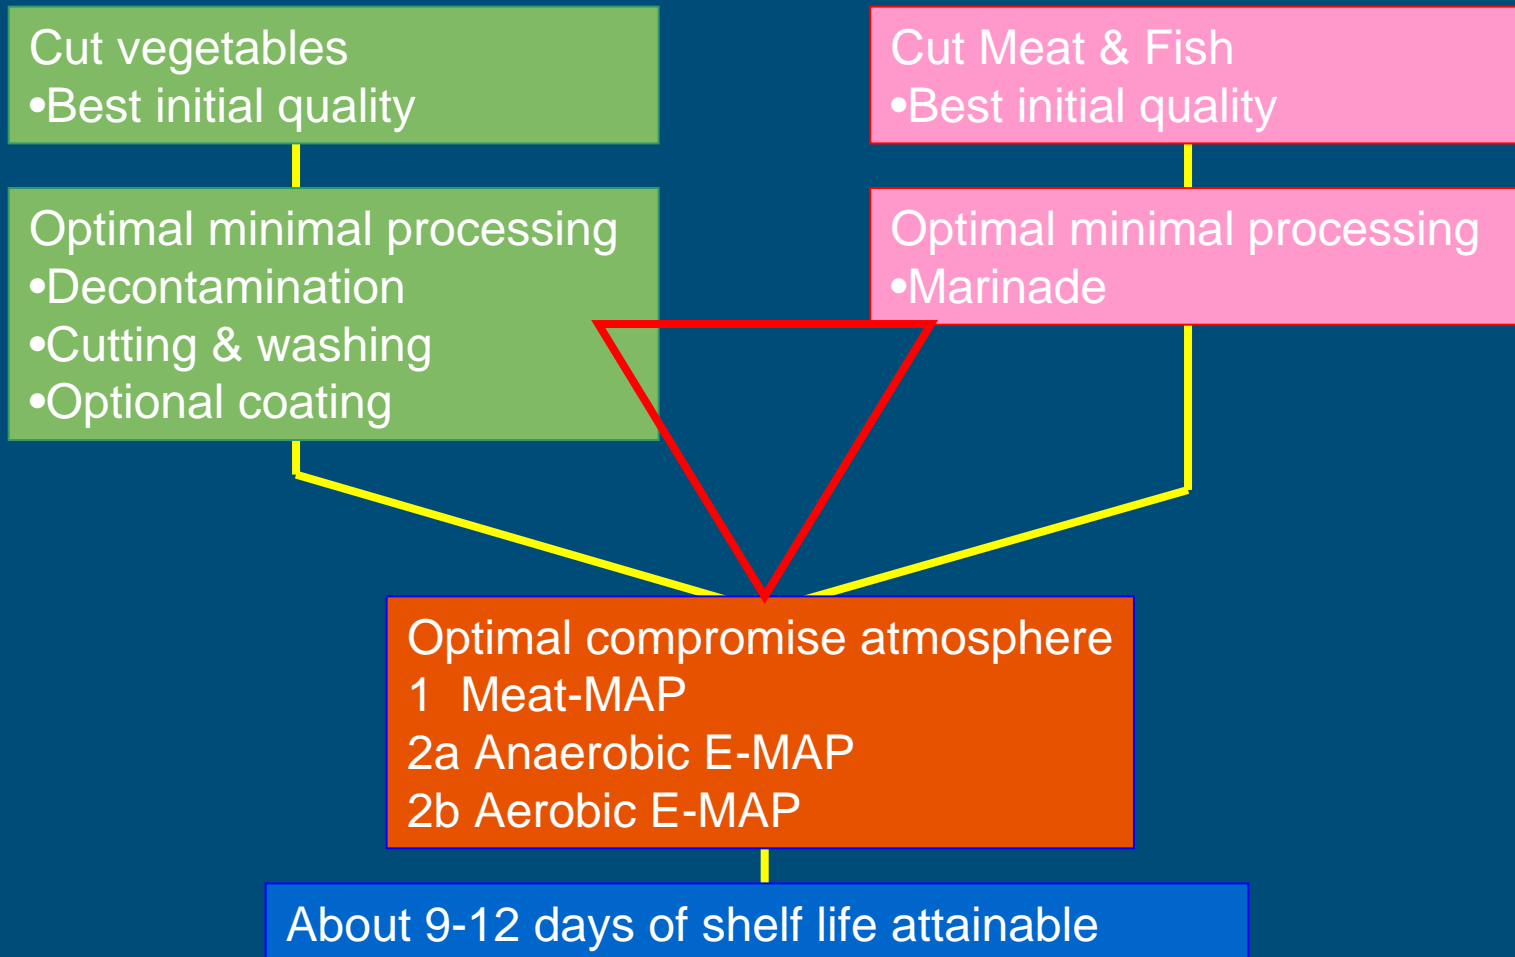 Cut vegetables
•Best initial quality
Optimal minimal processing
•Decontamination
•Cutting & washing
•Optional coating
Cut Meat & Fish
•Best initial quality
Optimal minimal processing
•Marinade
Optimal compromise atmosphere
1 Meat-MAP
2a Anaerobic E-MAP
2b Aerobic E-MAP
About 9-12 days of shelf life attainable